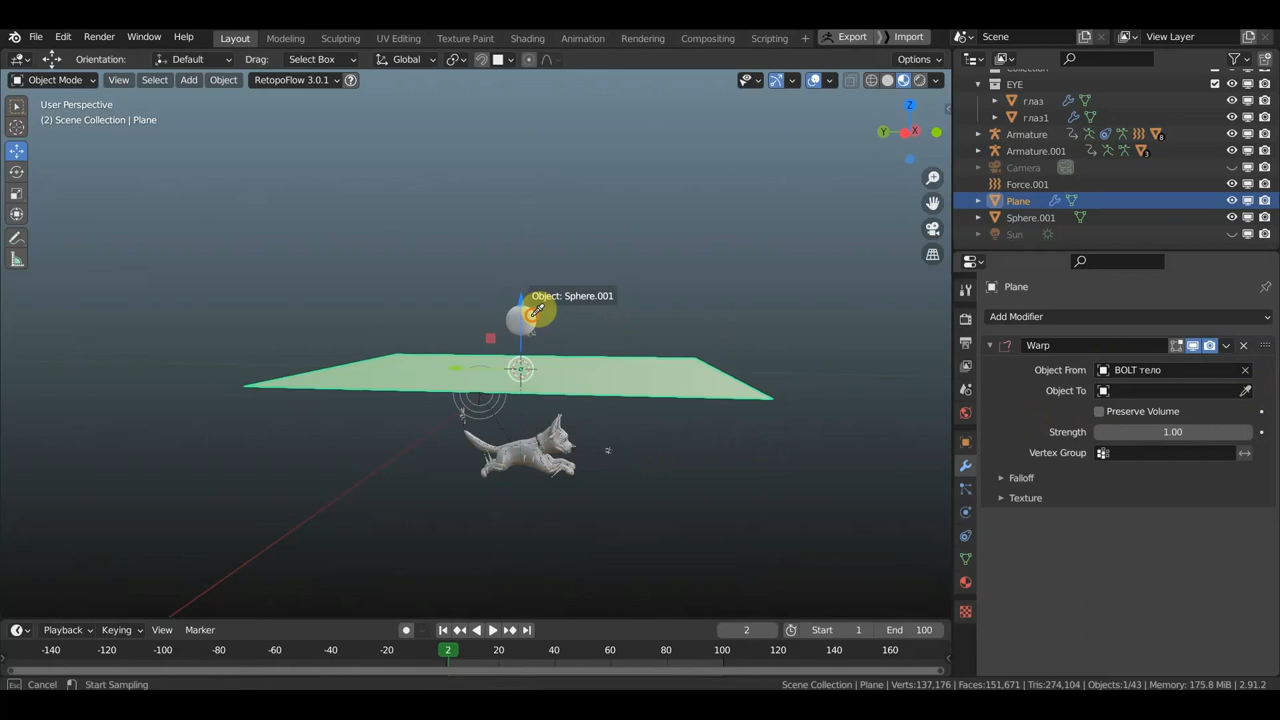 File Edit Render Window Help Layout Modeling Sculpting UV Editing Texture Paint Shading Animation Rendering Compositing Scripting + Export Import Scene View Layer
Orientation: Default Drag: Select Box Global Options
Object Mode View Select Add Object RetopoFlow 3.0.1
User Perspective
(2) Scene Collection | Plane
EYE
глаз
глаз1
Armature
8
Armature.001
3
Camera
Force.001
Plane
Sphere.001
Sun
Z
Y
X
Object: Sphere.001
Plane
Add Modifier
Warp
Object From BOLT тело
Object To
Preserve Volume
Strength 1.00
Vertex Group
Falloff
Texture
Playback Keying View Marker 2 Start 1 End 100
-140 -120 -100 -80 -60 -40 -20 2 20 40 60 80 100 120 140 160
Esc Cancel Start Sampling Scene Collection | Plane | Verts:137,176 | Faces:151,671 | Tris:274,104 | Objects:1/43 | Memory: 175.8 MiB | 2.91.2